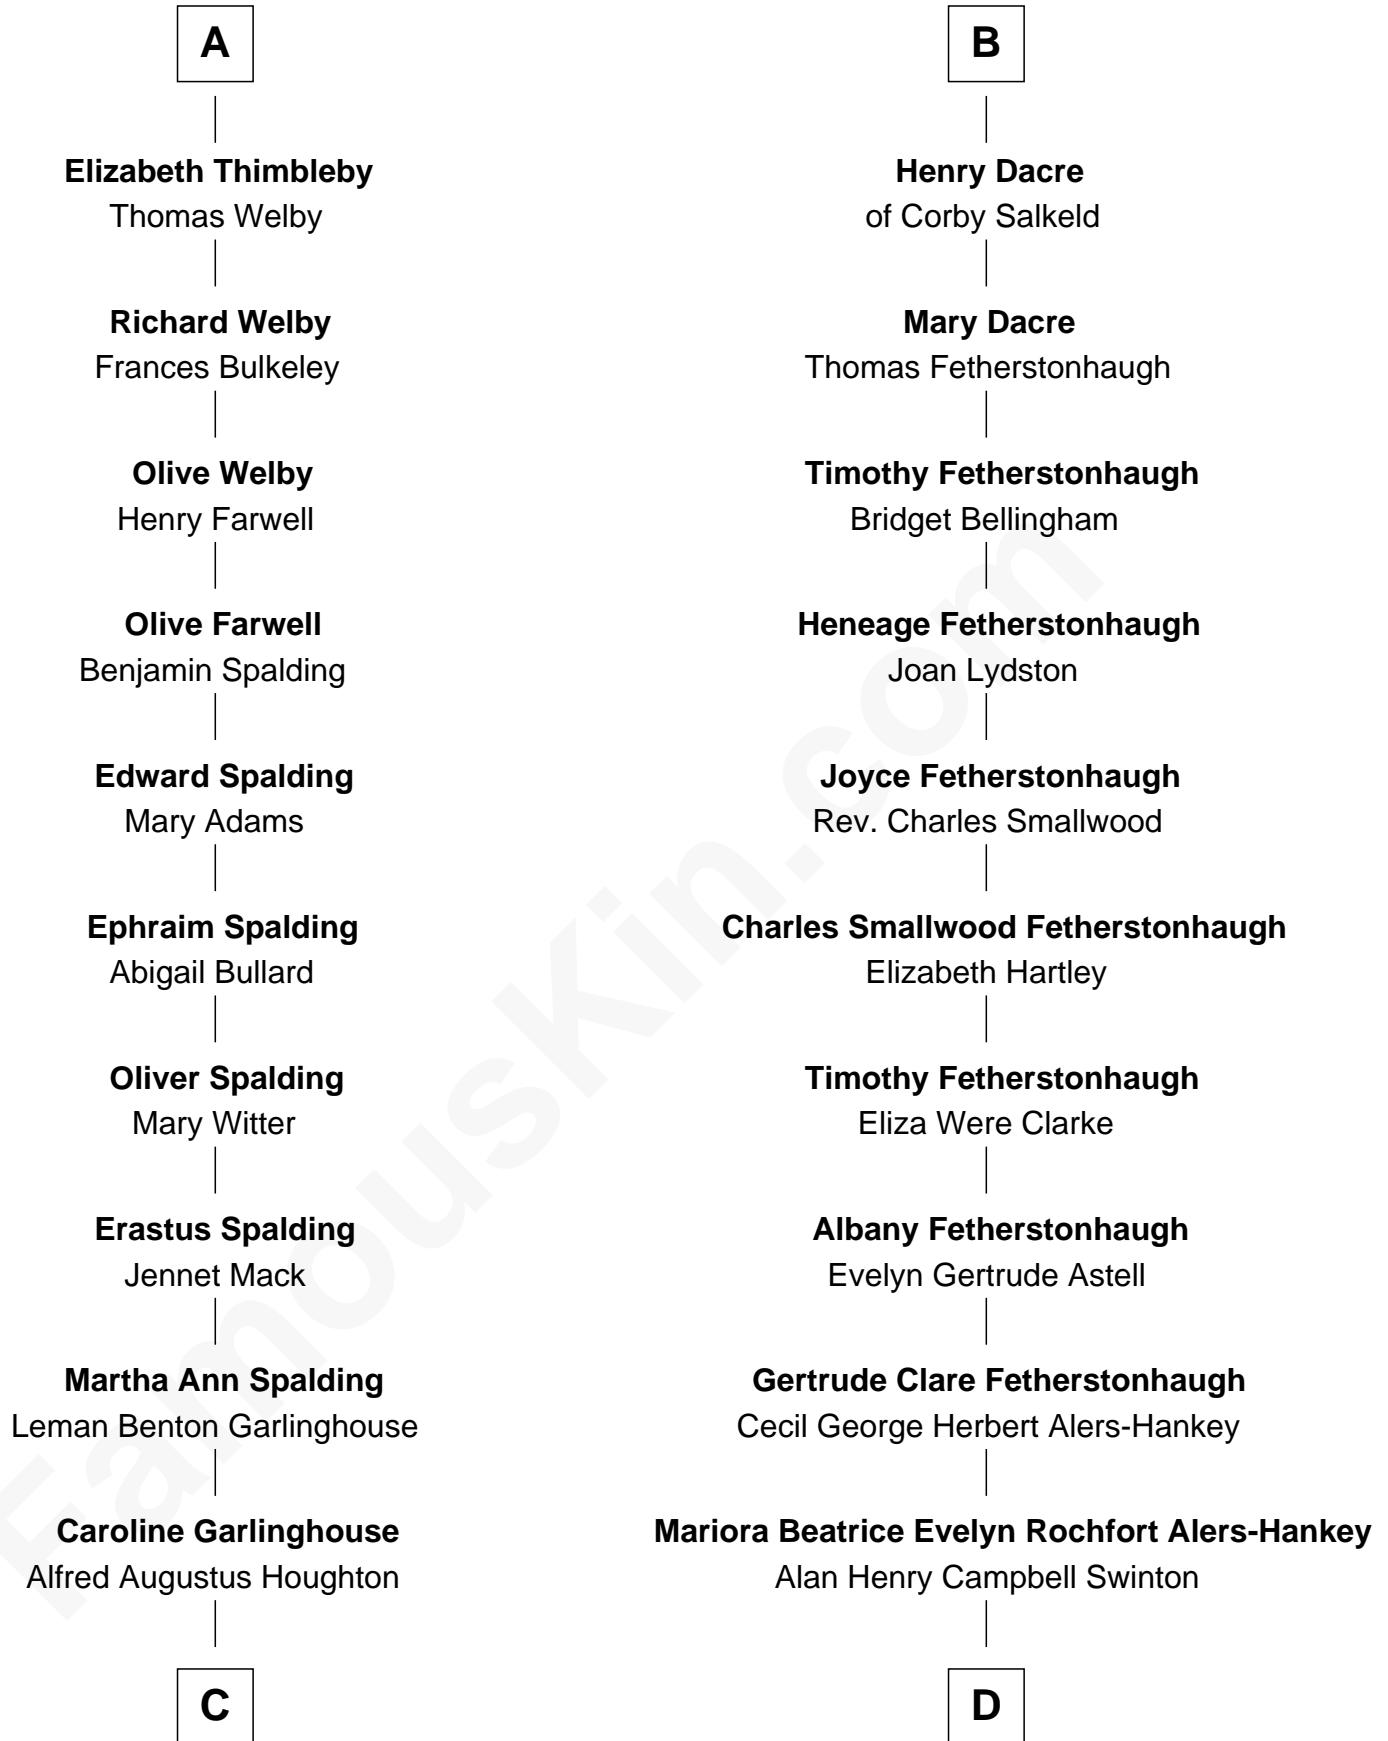 A
Elizabeth Thimbleby
Thomas Welby
Richard Welby
Frances Bulkeley
Olive Welby
Henry Farwell
Olive Farwell
Benjamin Spalding
Edward Spalding
Mary Adams
Ephraim Spalding
Abigail Bullard
Oliver Spalding
Mary Witter
Erastus Spalding
Jennet Mack
Martha Ann Spalding
Leman Benton Garlinghouse
Caroline Garlinghouse
Alfred Augustus Houghton
C
B
Henry Dacre
of Corby Salkeld
Mary Dacre
Thomas Fetherstonhaugh
Timothy Fetherstonhaugh
Bridget Bellingham
Heneage Fetherstonhaugh
Joan Lydston
Joyce Fetherstonhaugh
Rev. Charles Smallwood
Charles Smallwood Fetherstonhaugh
Elizabeth Hartley
Timothy Fetherstonhaugh
Eliza Were Clarke
Albany Fetherstonhaugh
Evelyn Gertrude Astell
Gertrude Clare Fetherstonhaugh
Cecil George Herbert Alers-Hankey
Mariora Beatrice Evelyn Rochfort Alers-Hankey
Alan Henry Campbell Swinton
D
FamousKin.com